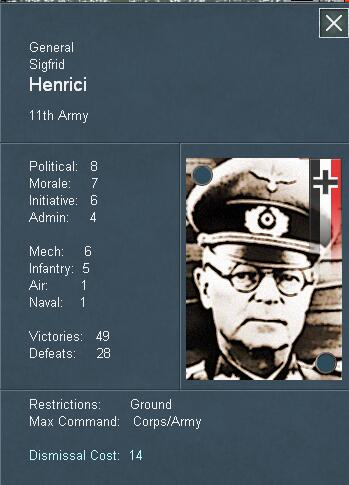 General
Sigfrid
Henrici
11th Army
Political: 8
Morale: 7
Initiative: 6
Admin: 4
Mech: 6
Infantry: 5
Air: 1
Naval: 1
Victories: 49
Defeats: 28
Restrictions: Ground
Max Command: Corps/Army
Dismissal Cost: 14